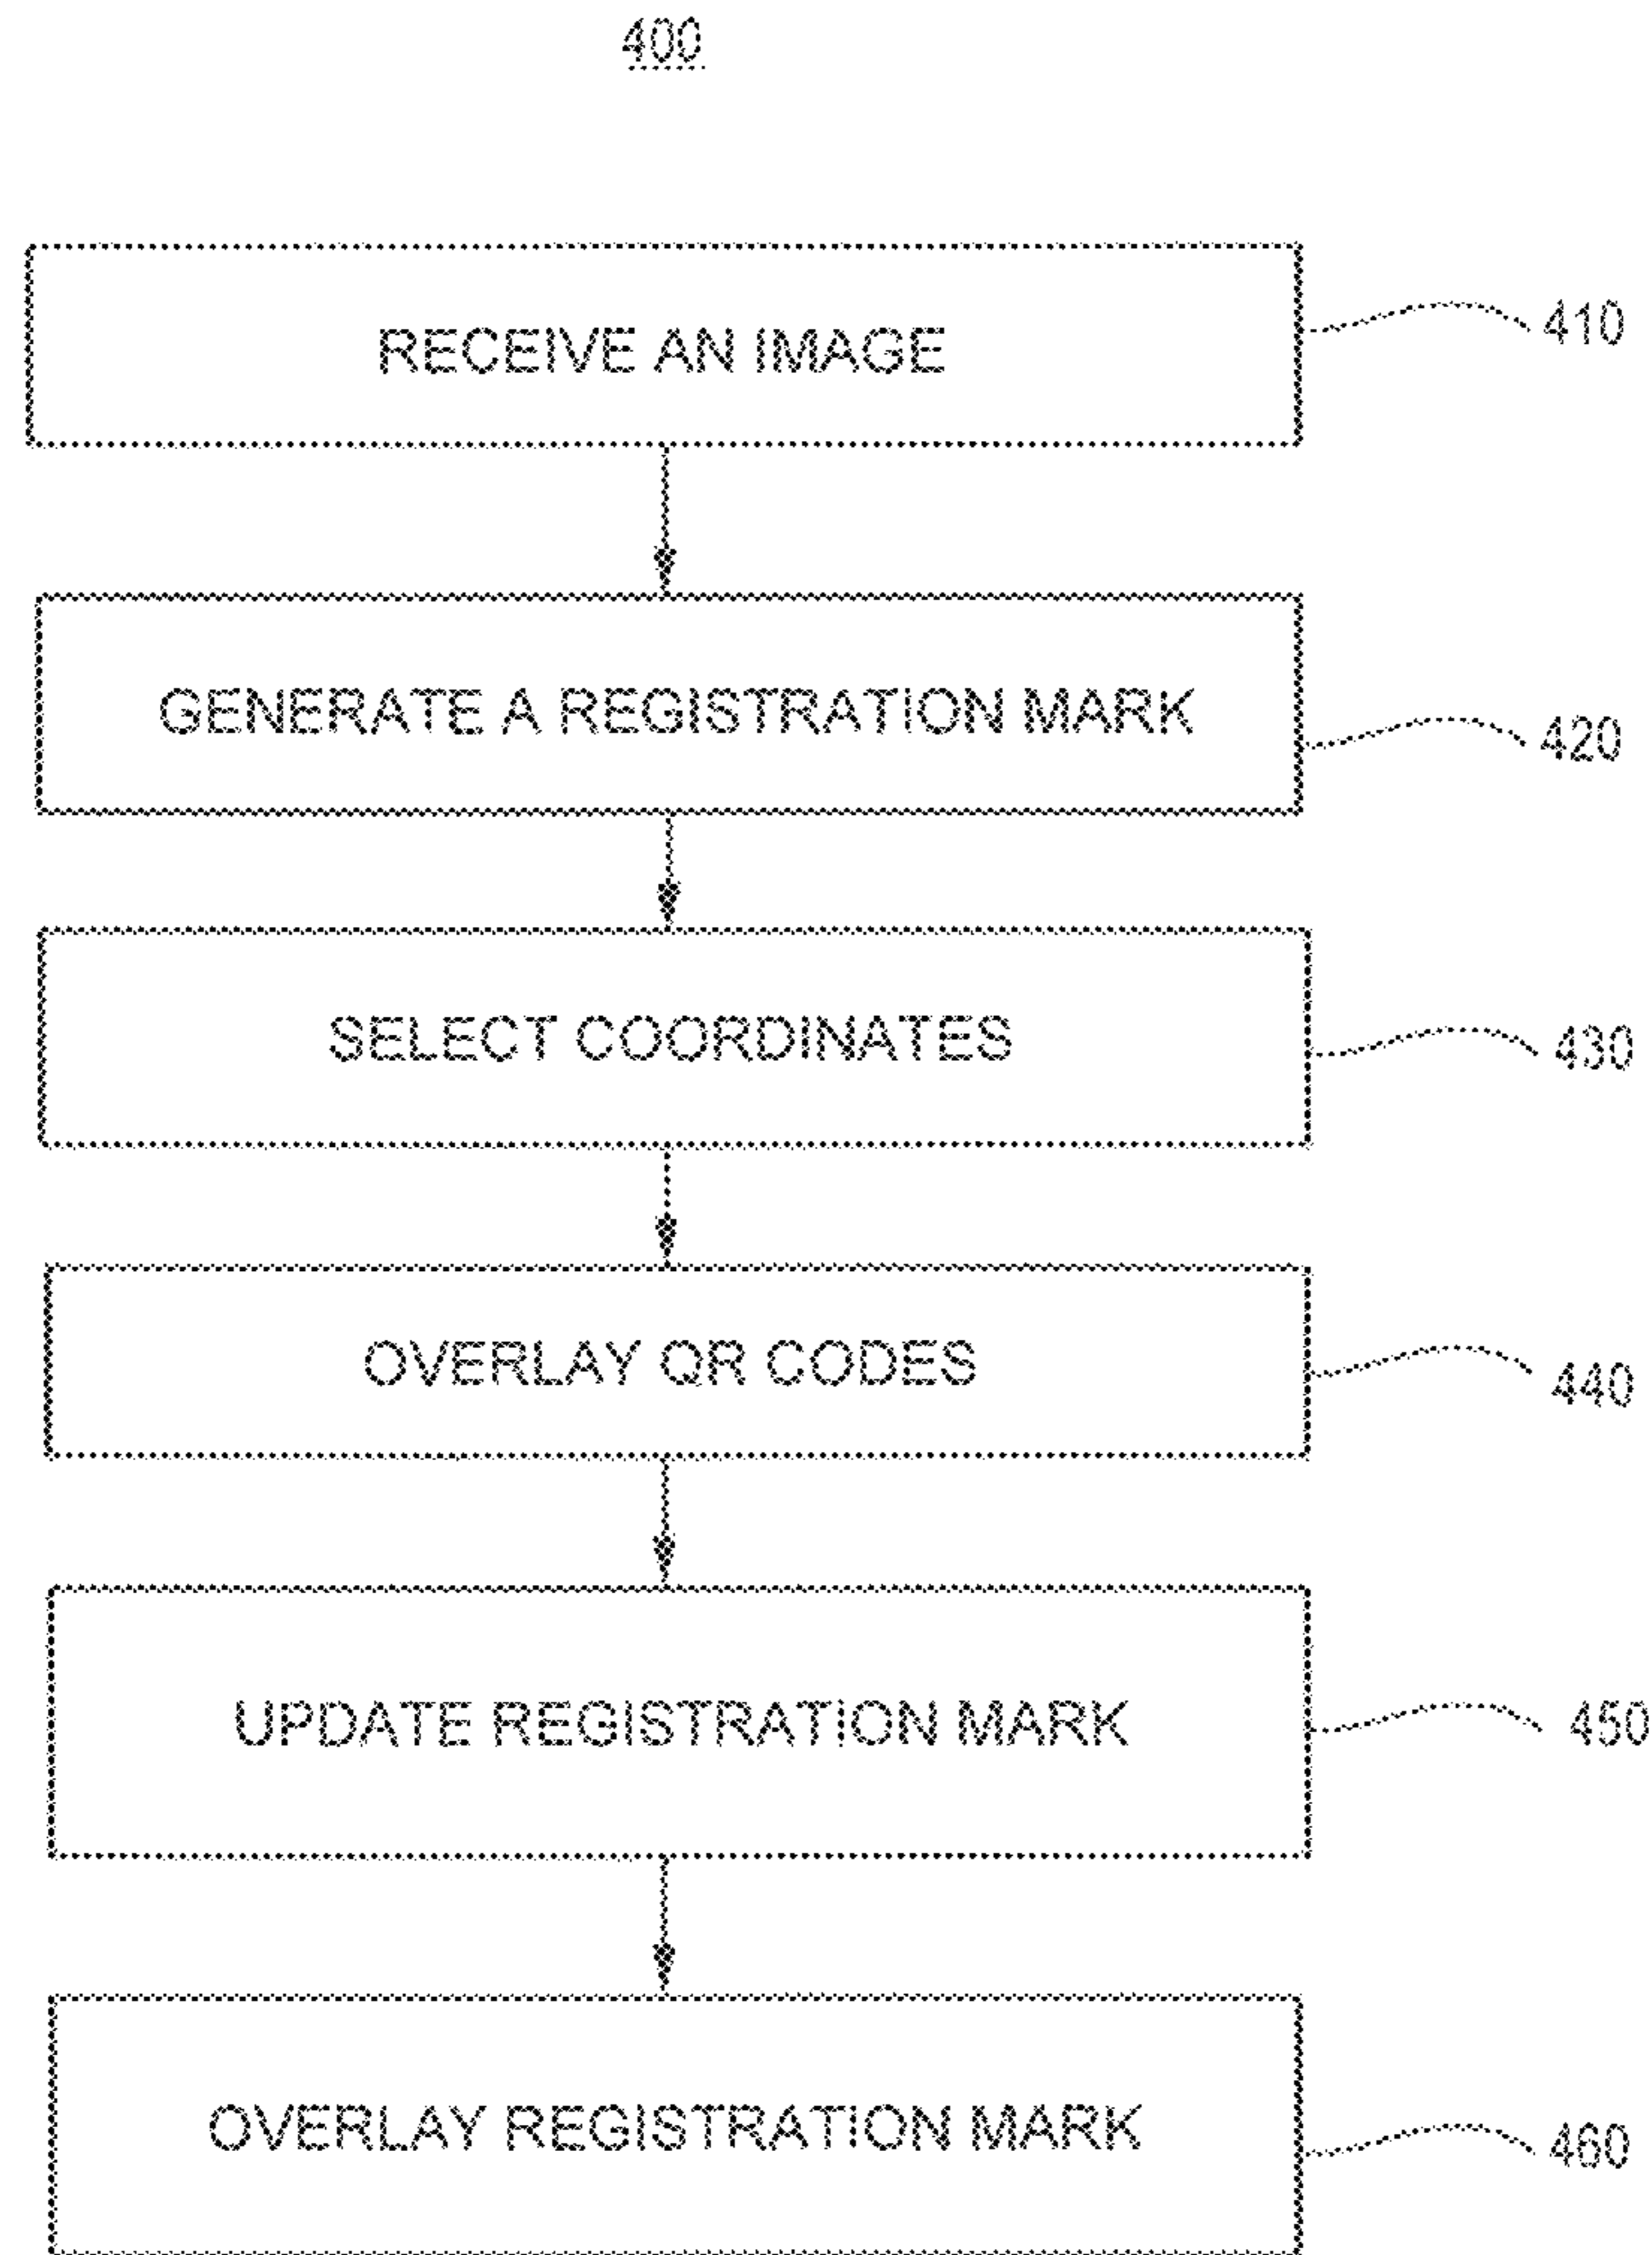 400
RECEIVE AN IMAGE
410
GENERATE A REGISTRATION MARK
420
SELECT COORDINATES
430
OVERLAY QR CODES
440
UPDATE REGISTRATION MARK
450
OVERLAY REGISTRATION MARK
460